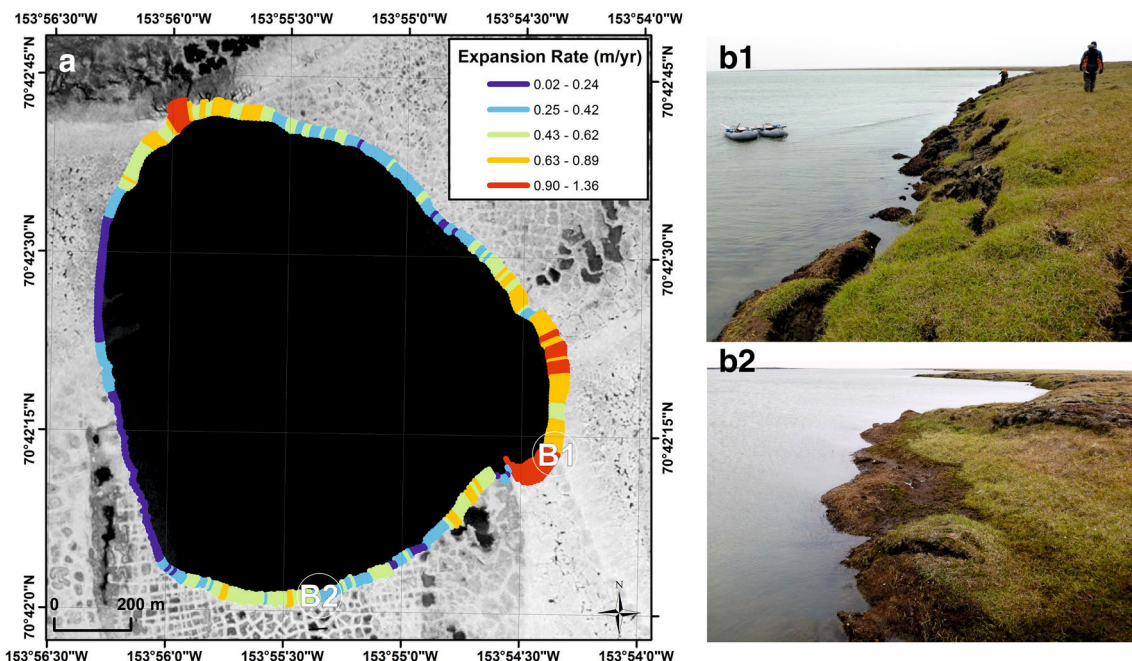 153°56'30"W 153°56'0"W 153°55'30"W 153°55'0"W 153°54'30"W 153°54'0"W
a
Expansion Rate (m/yr)
0.02 - 0.24
0.25 - 0.42
0.43 - 0.62
0.63 - 0.89
0.90 - 1.36
70°42'45"N
70°42'30"N
70°42'15"N
70°42'0"N
70°42'45"N
70°42'30"N
70°42'15"N
70°42'0"N
B1
B2
0 200 m
N
153°56'30"W 153°56'0"W 153°55'30"W 153°55'0"W 153°54'30"W 153°54'0"W
b1
b2